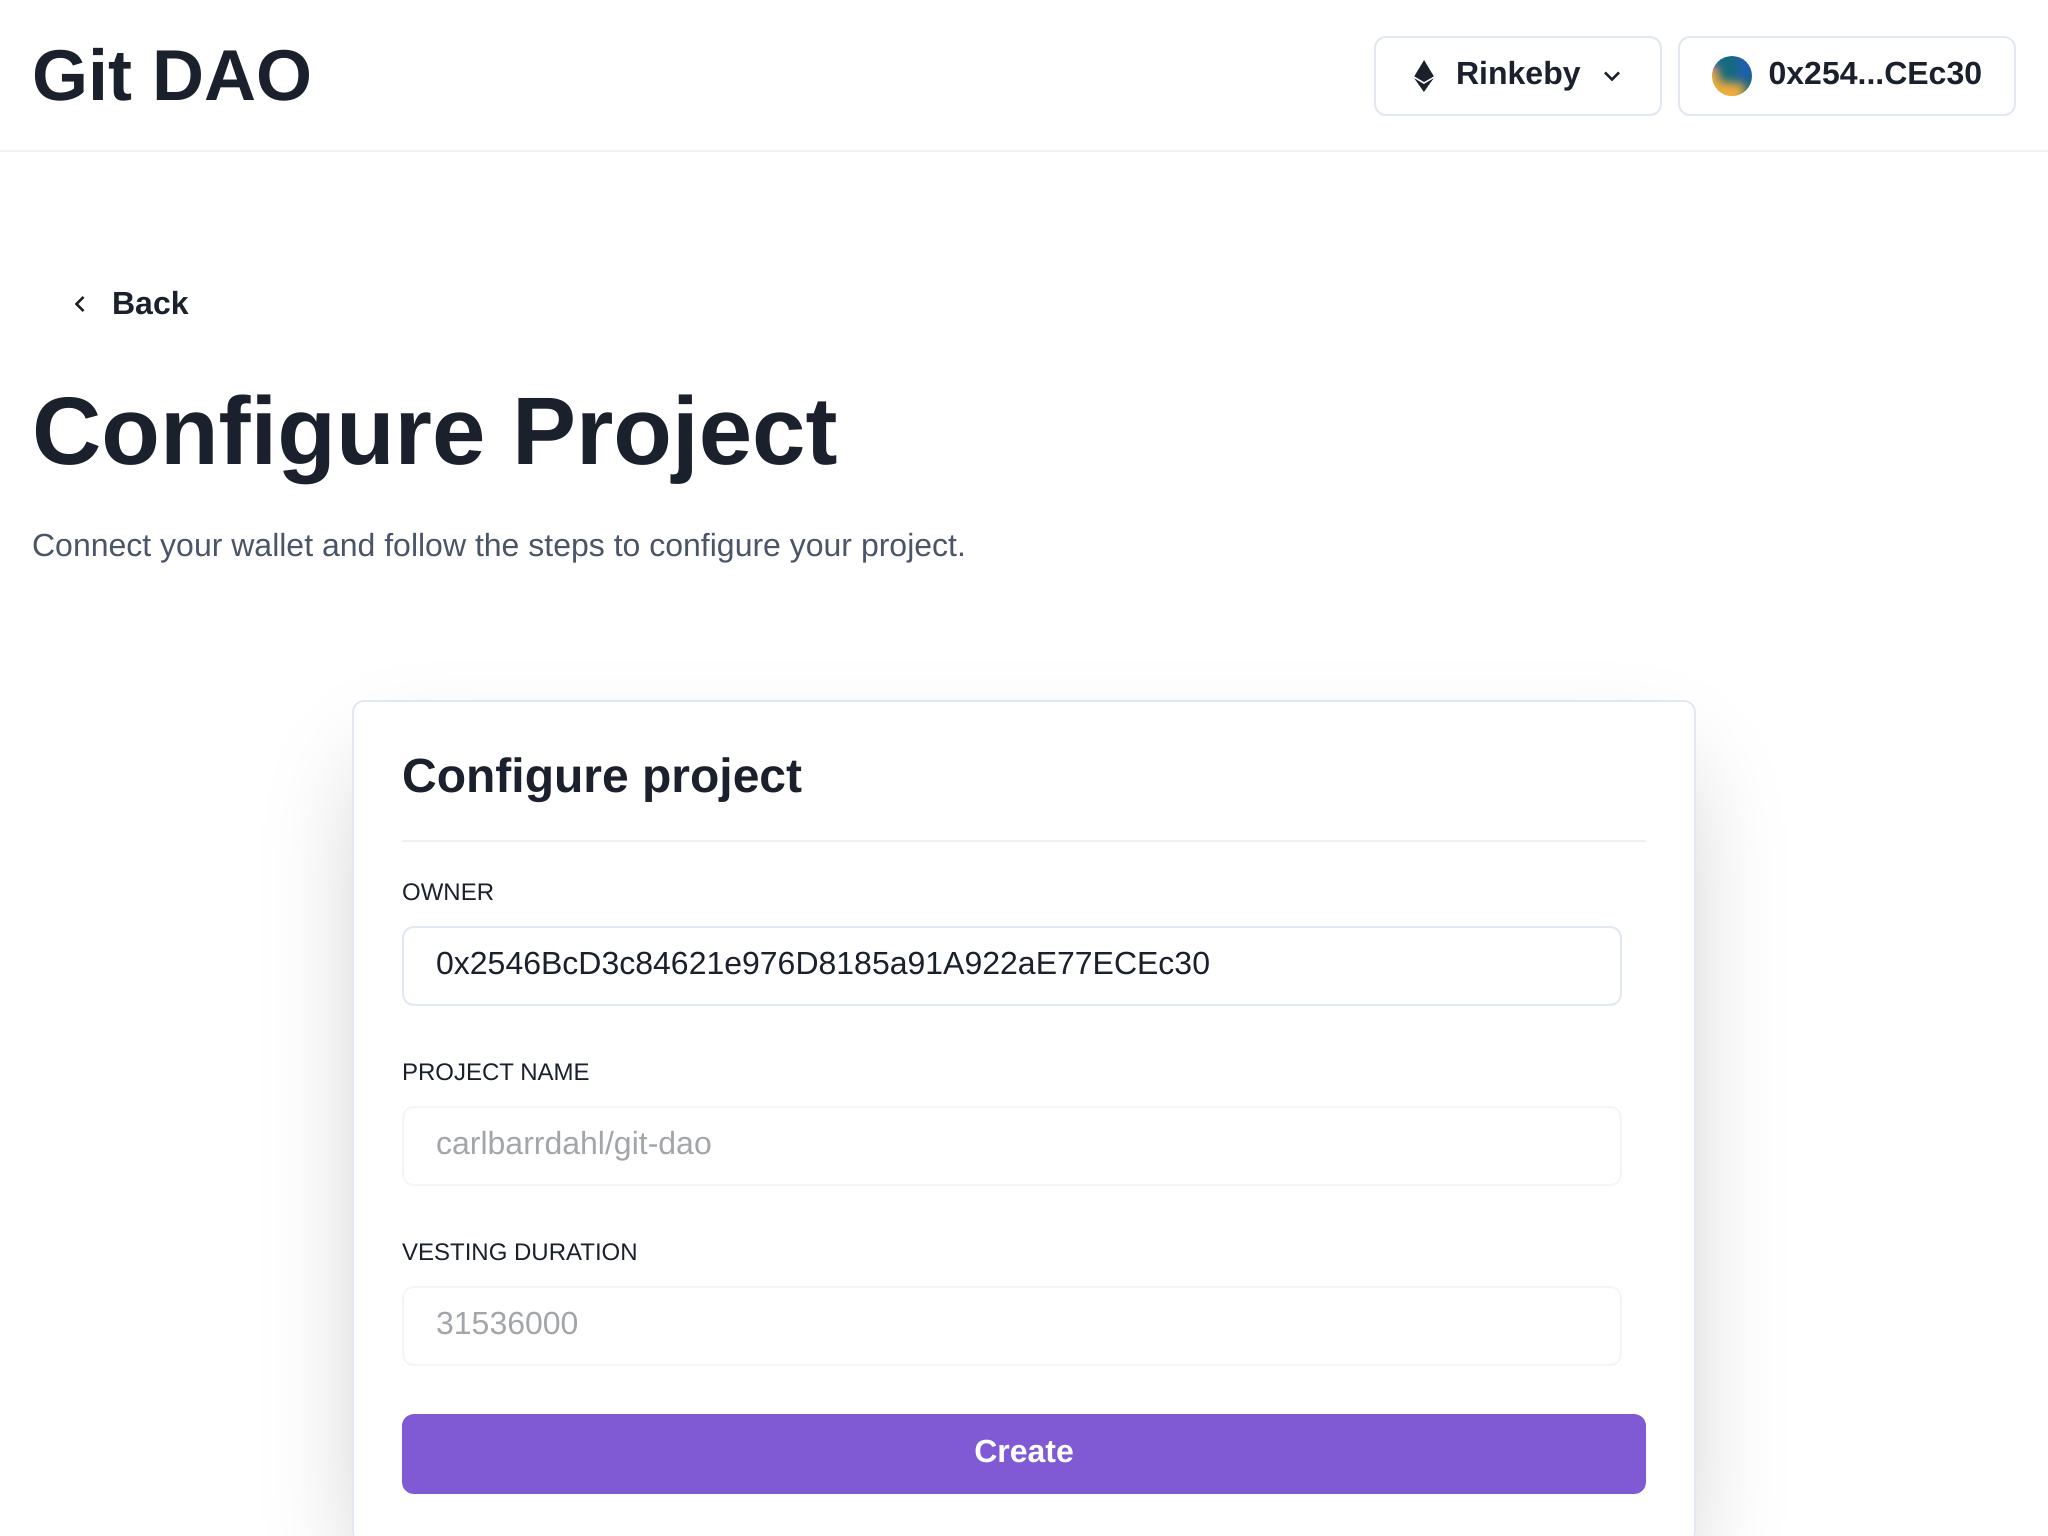 Git DAO
Rinkeby
0x254...CEc30
Back
Configure Project
Connect your wallet and follow the steps to configure your project.
Configure project
OWNER
0x2546BcD3c84621e976D8185a91A922aE77ECEc30
PROJECT NAME
carlbarrdahl/git-dao
VESTING DURATION
31536000
Create